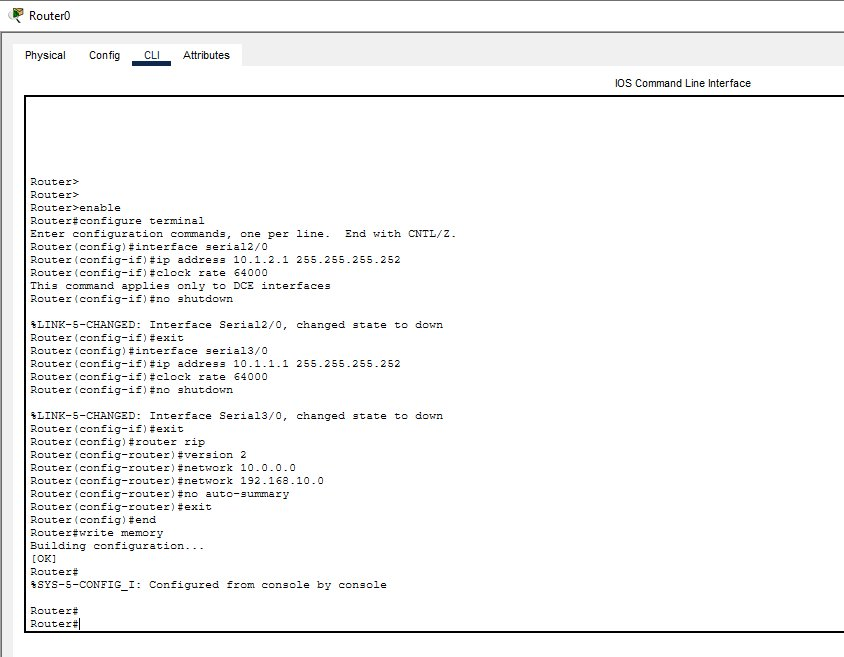 Router0
Physical Config CLI Attributes
IOS Command Line Interface
Router>
Router>
Router>enable
Router#configure terminal
Enter configuration commands, one per line.  End with CNTL/Z.
Router(config)#interface serial2/0
Router(config-if)#ip address 10.1.2.1 255.255.255.252
Router(config-if)#clock rate 64000
This command applies only to DCE interfaces
Router(config-if)#no shutdown
%LINK-5-CHANGED: Interface Serial2/0, changed state to down
Router(config-if)#exit
Router(config)#interface serial3/0
Router(config-if)#ip address 10.1.1.1 255.255.255.252
Router(config-if)#clock rate 64000
Router(config-if)#no shutdown
%LINK-5-CHANGED: Interface Serial3/0, changed state to down
Router(config-if)#exit
Router(config)#router rip
Router(config-router)#version 2
Router(config-router)#network 10.0.0.0
Router(config-router)#network 192.168.10.0
Router(config-router)#no auto-summary
Router(config-router)#exit
Router(config)#end
Router#write memory
Building configuration...
[OK]
Router#
%SYS-5-CONFIG_I: Configured from console by console
Router#
Router#